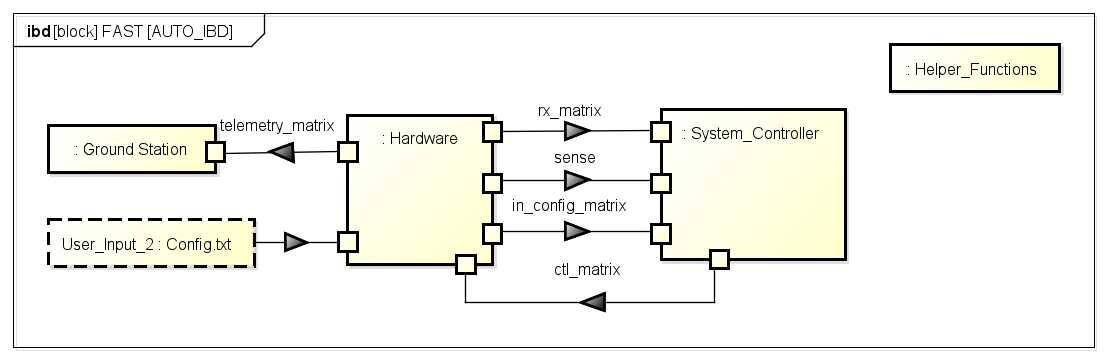 ibd [block] FAST [AUTO_IBD]
: Helper_Functions
rx_matrix
telemetry_matrix
: Hardware
: System_Controller
: Ground Station
sense
in_config_matrix
User_Input_2 : Config.txt
ctl_matrix